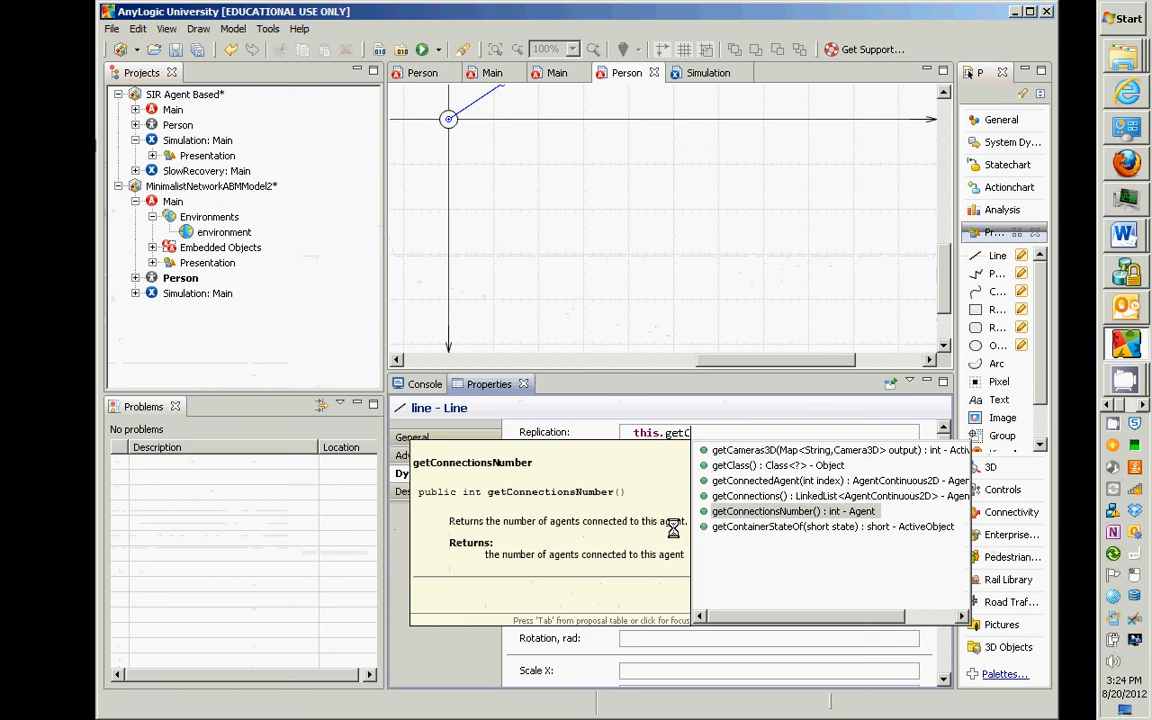 AnyLogic University [EDUCATIONAL USE ONLY]
File Edit View Draw Model Tools Help
100%
Get Support...
Start
Projects
Person
Main
Main
Person
Simulation
P
SIR Agent Based*
Main
Person
Simulation: Main
Presentation
SlowRecovery: Main
MinimalistNetworkABMModel2*
Main
Environments
environment
Embedded Objects
Presentation
Person
Simulation: Main
General
System Dy...
Statechart
Actionchart
Analysis
Pr...
Line
P...
C...
R...
R...
O...
Arc
Pixel
Text
Image
Group
3D
Controls
Connectivity
Enterprise...
Pedestrian...
Rail Library
Road Traf...
Pictures
3D Objects
Palettes...
Problems
No problems
Description
Location
Console
Properties
line - Line
General
Replication:
this.getC
getConnectionsNumber
public int getConnectionsNumber()
Returns the number of agents connected to this agent.
Returns:
the number of agents connected to this agent
Press 'Tab' from proposal table or click for focus
getCameras3D(Map<String,Camera3D> output) : int - Activ
getClass() : Class<?> - Object
getConnectedAgent(int index) : AgentContinuous2D - Agen
getConnections() : LinkedList<AgentContinuous2D> - Agen
getConnectionsNumber() : int - Agent
getContainerStateOf(short state) : short - ActiveObject
Rotation, rad:
Scale X:
3:24 PM
8/20/2012